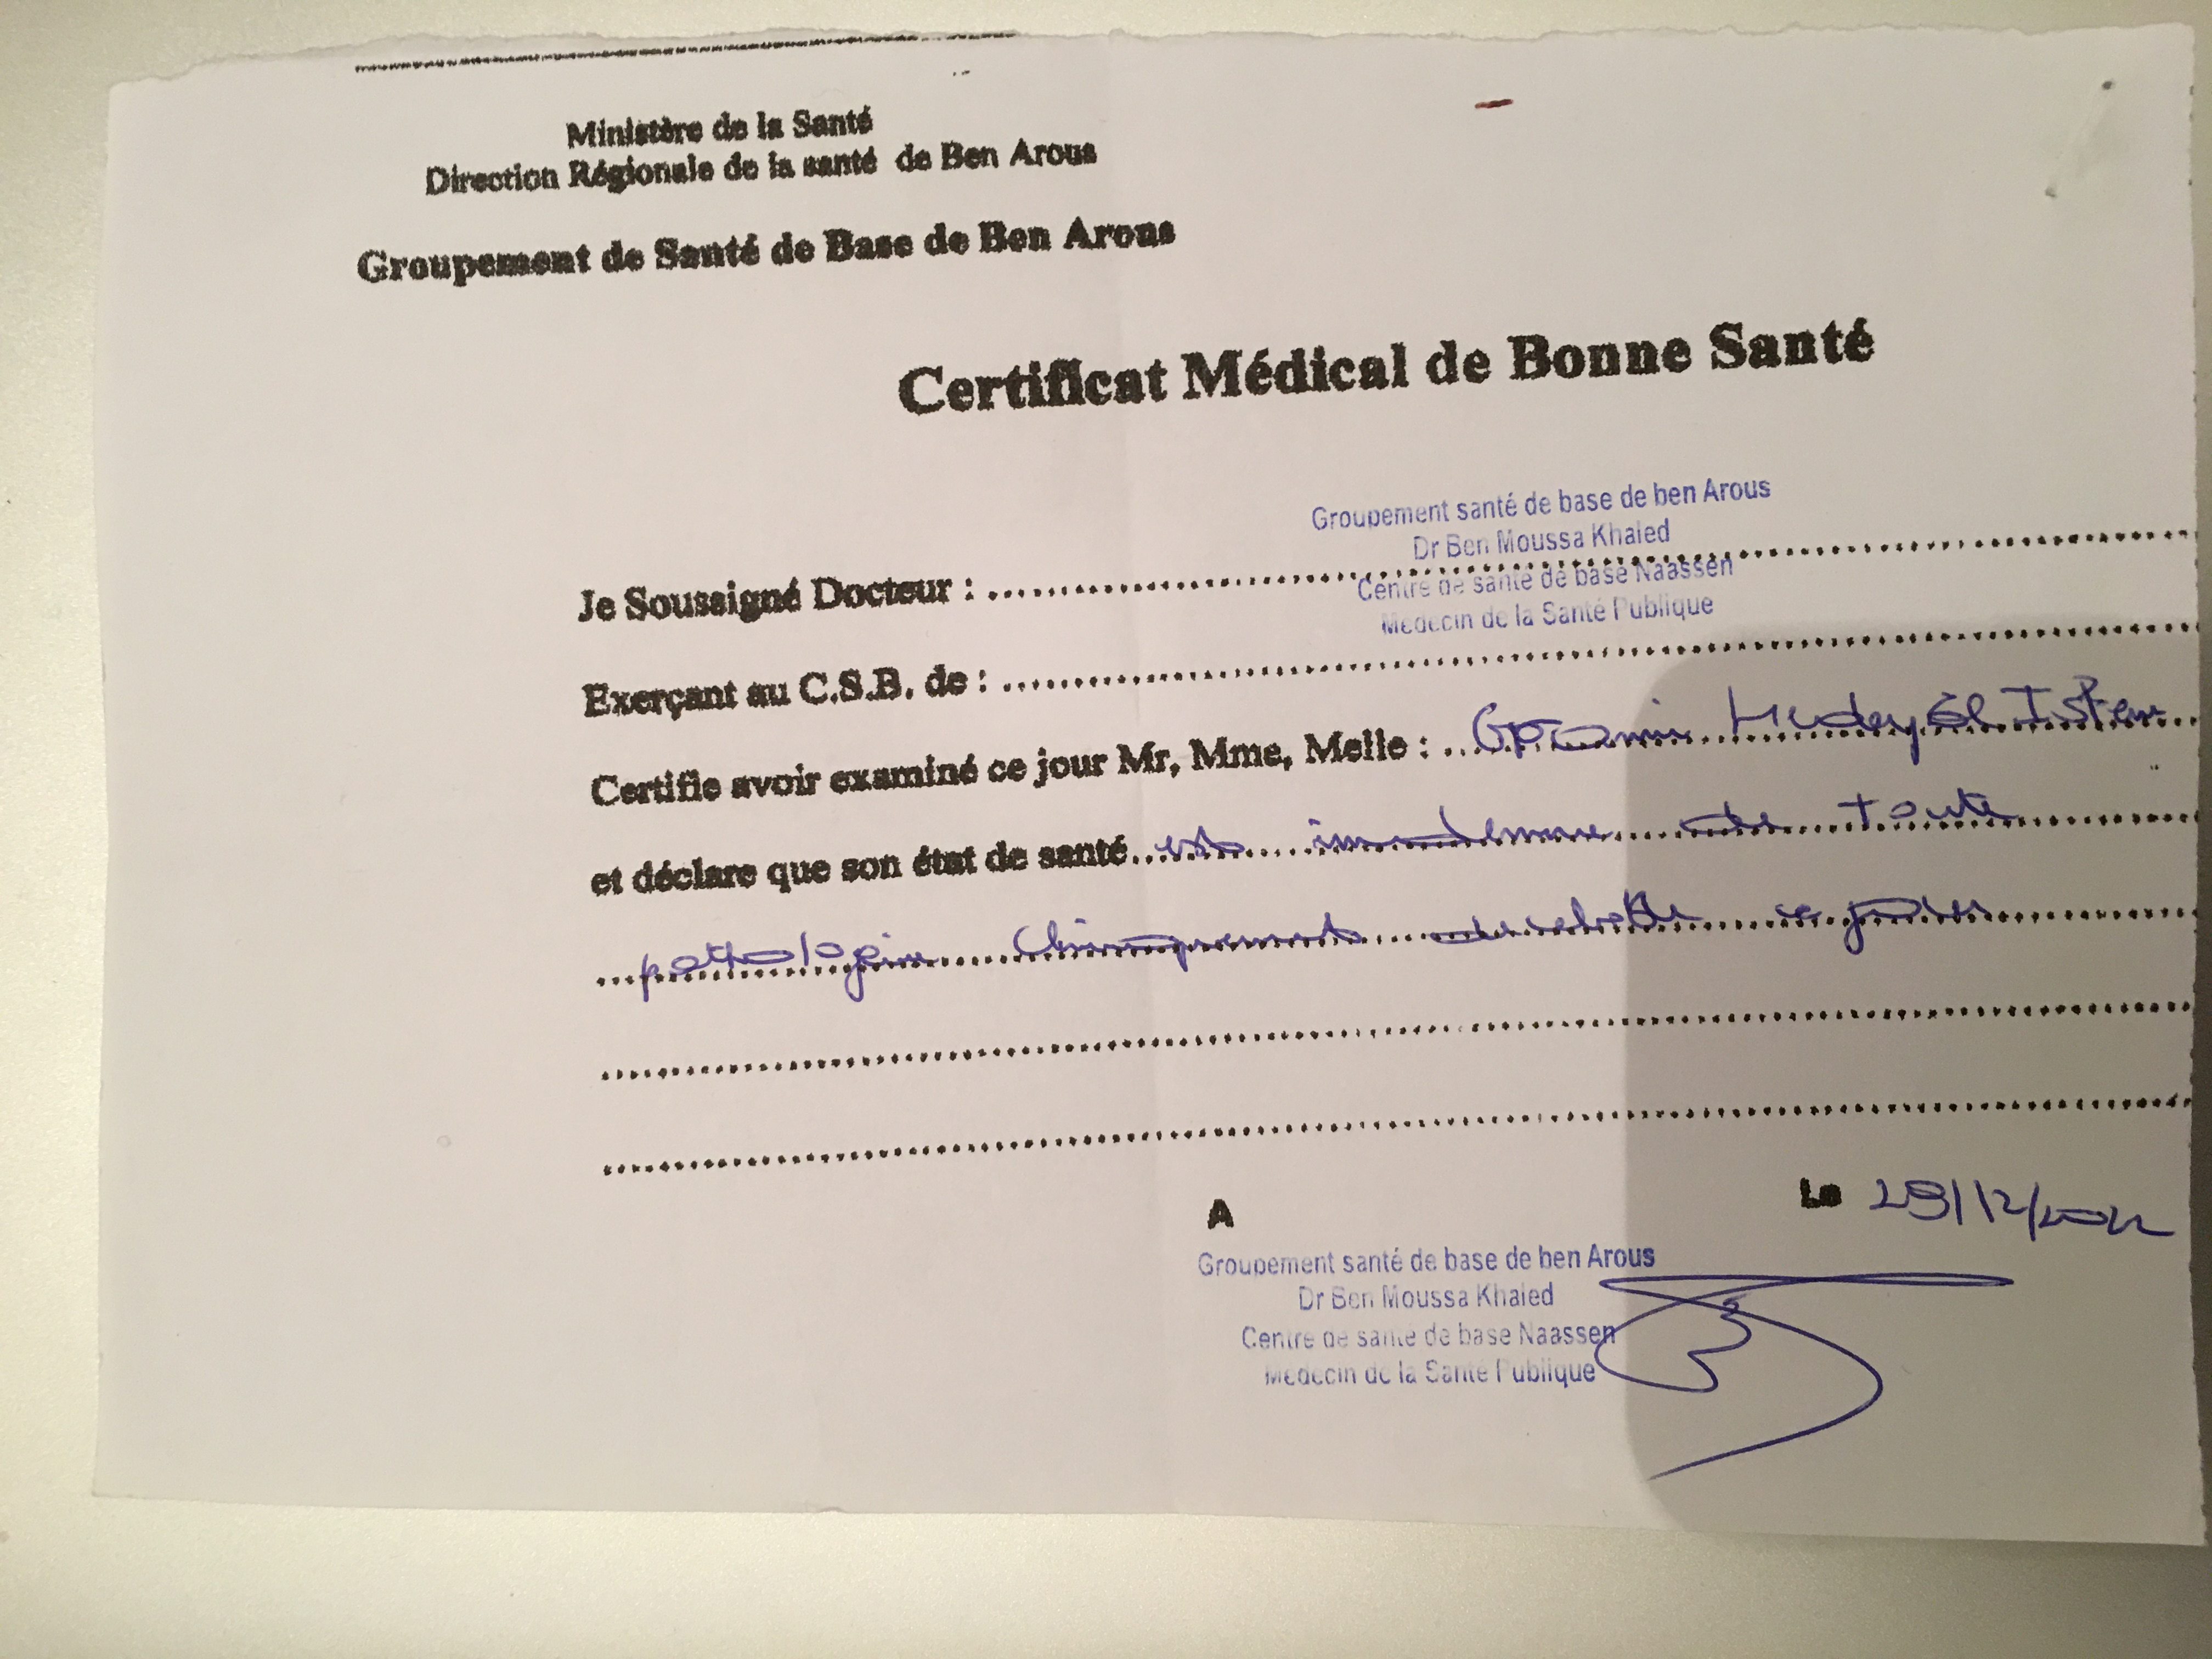 Ministère de la Santé
Direction Régionale de la santé de Ben Arous
Groupement de Santé de Base de Ben Arous
Certificat Médical de Bonne Santé
Groupement santé de base de ben Arous
Dr Ben Moussa Khaled
Je Soussigné Docteur :
Centre de santé de base Naassen
Médecin de la Santé Publique
Exerçant au C.S.B. de :
Certifie avoir examiné ce jour Mr, Mme, Melle :
et déclare que son état de santé est indemne de toute
pathologie cliniquement décelable ce jour
A
Le 29/12/2022
Groupement santé de base de ben Arous
Dr Ben Moussa Khaled
Centre de santé de base Naassen
Médecin de la Santé Publique